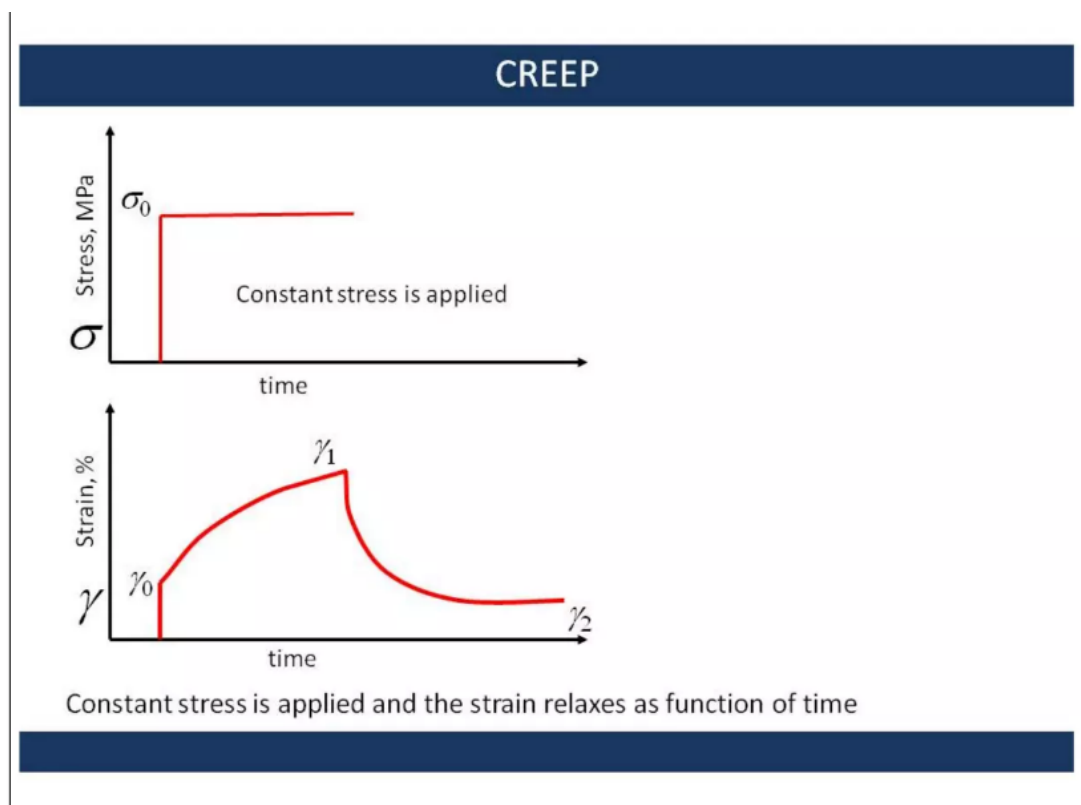 CREEP
Stress, MPa
σ0
Constant stress is applied
σ
time
Strain, %
γ1
γ0
γ
γ2
time
Constant stress is applied and the strain relaxes as function of time